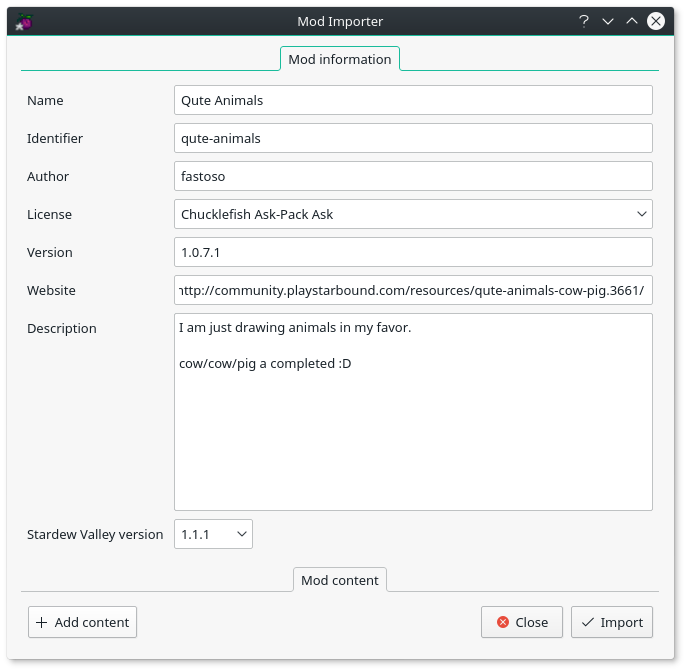 Mod Importer
Mod information
Name
Qute Animals
Identifier
qute-animals
Author
fastoso
License
Chucklefish Ask-Pack Ask
Version
1.0.7.1
Website
ttp://community.playstarbound.com/resources/qute-animals-cow-pig.3661/
Description
I am just drawing animals in my favor.
cow/cow/pig a completed :D
Stardew Valley version
1.1.1
Mod content
Add content
Close
Import